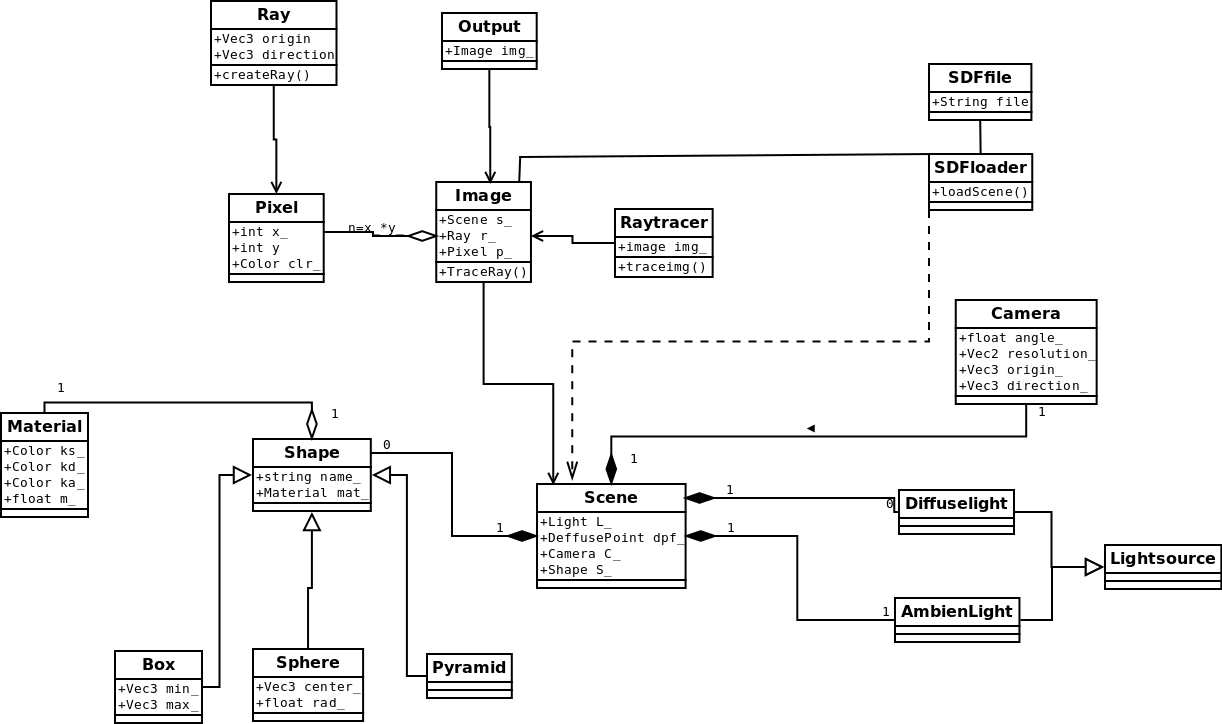 Ray
+Vec3 origin
+Vec3 direction
+createRay()
Output
+Image img_
SDFfile
+String file
SDFloader
+loadScene()
Pixel
+int x_
+int y
+Color clr_
n=x_*y_
Image
+Scene s_
+Ray r_
+Pixel p_
+TraceRay()
Raytracer
+image img_
+traceimg()
Camera
+float angle_
+Vec2 resolution_
+Vec3 origin_
+Vec3 direction_
1
1
1
Material
+Color ks_
+Color kd_
+Color ka_
+float m_
Shape
+string name_
+Material mat_
0
1
1
Scene
+Light L_
+DeffusePoint dpf_
+Camera C_
+Shape S_
1
0
Diffuselight
1
1
AmbienLight
Lightsource
Box
+Vec3 min_
+Vec3 max_
Sphere
+Vec3 center_
+float rad_
Pyramid